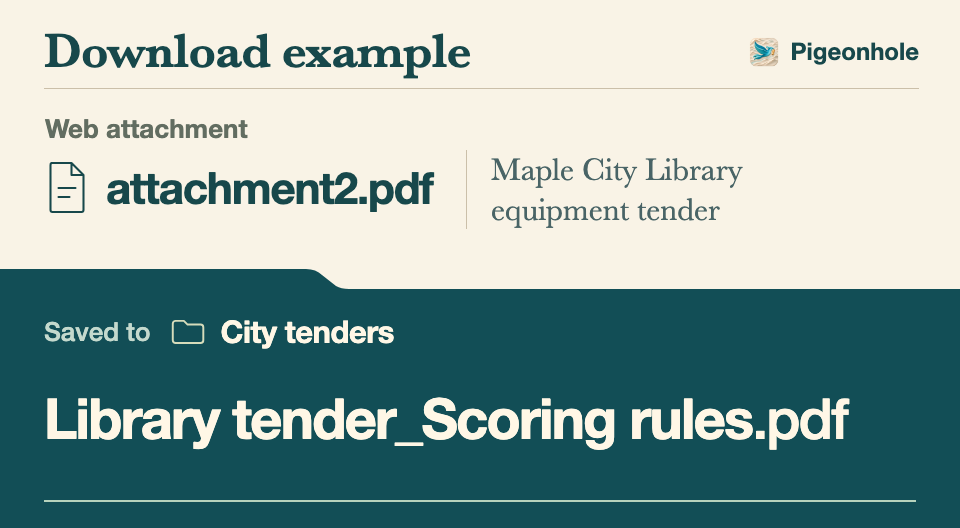 Download example
Pigeonhole
Web attachment
attachment2.pdf
Maple City Library
equipment tender
Saved to
City tenders
Library tender_Scoring rules.pdf